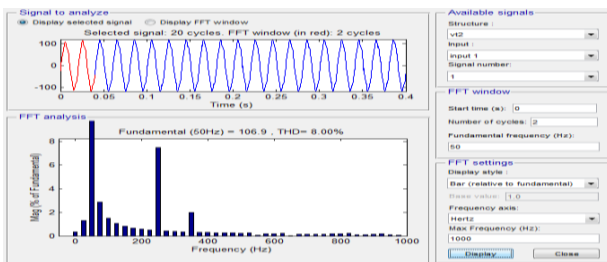 Signal to analyze
Display selected signal Display FFT window
Selected signal: 20 cycles. FFT window (in red): 2 cycles
100
0
-100
0 0.05 0.1 0.15 0.2 0.25 0.3 0.35 0.4
Time (s)
FFT analysis
Fundamental (50Hz) = 106.9 , THD= 8.00%
Mag (% of Fundamental)
8
6
4
2
0
0 200 400 600 800 1000
Frequency (Hz)
Available signals
Structure :
vt2
Input :
input 1
Signal number:
1
FFT window
Start time (s): 0
Number of cycles: 2
Fundamental frequency (Hz):
50
FFT settings
Display style :
Bar (relative to fundamental)
Base value: 1.0
Frequency axis:
Hertz
Max Frequency (Hz):
1000
Display Close